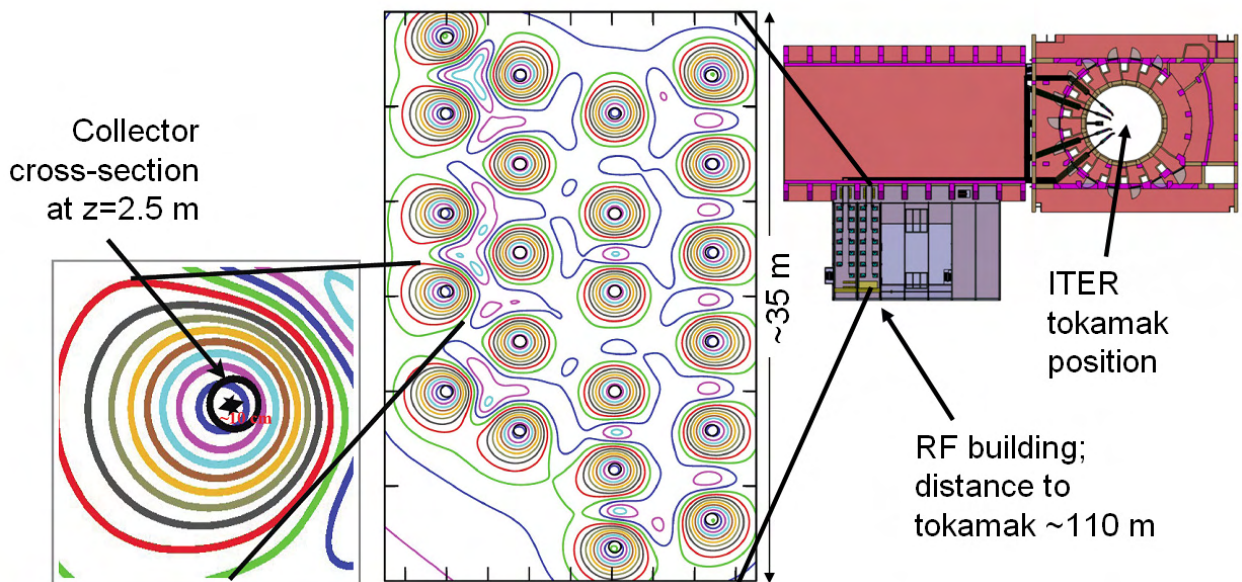 Collector
cross-section
at z=2.5 m
~10 cm
~35 m
ITER
tokamak
position
RF building;
distance to
tokamak ~110 m